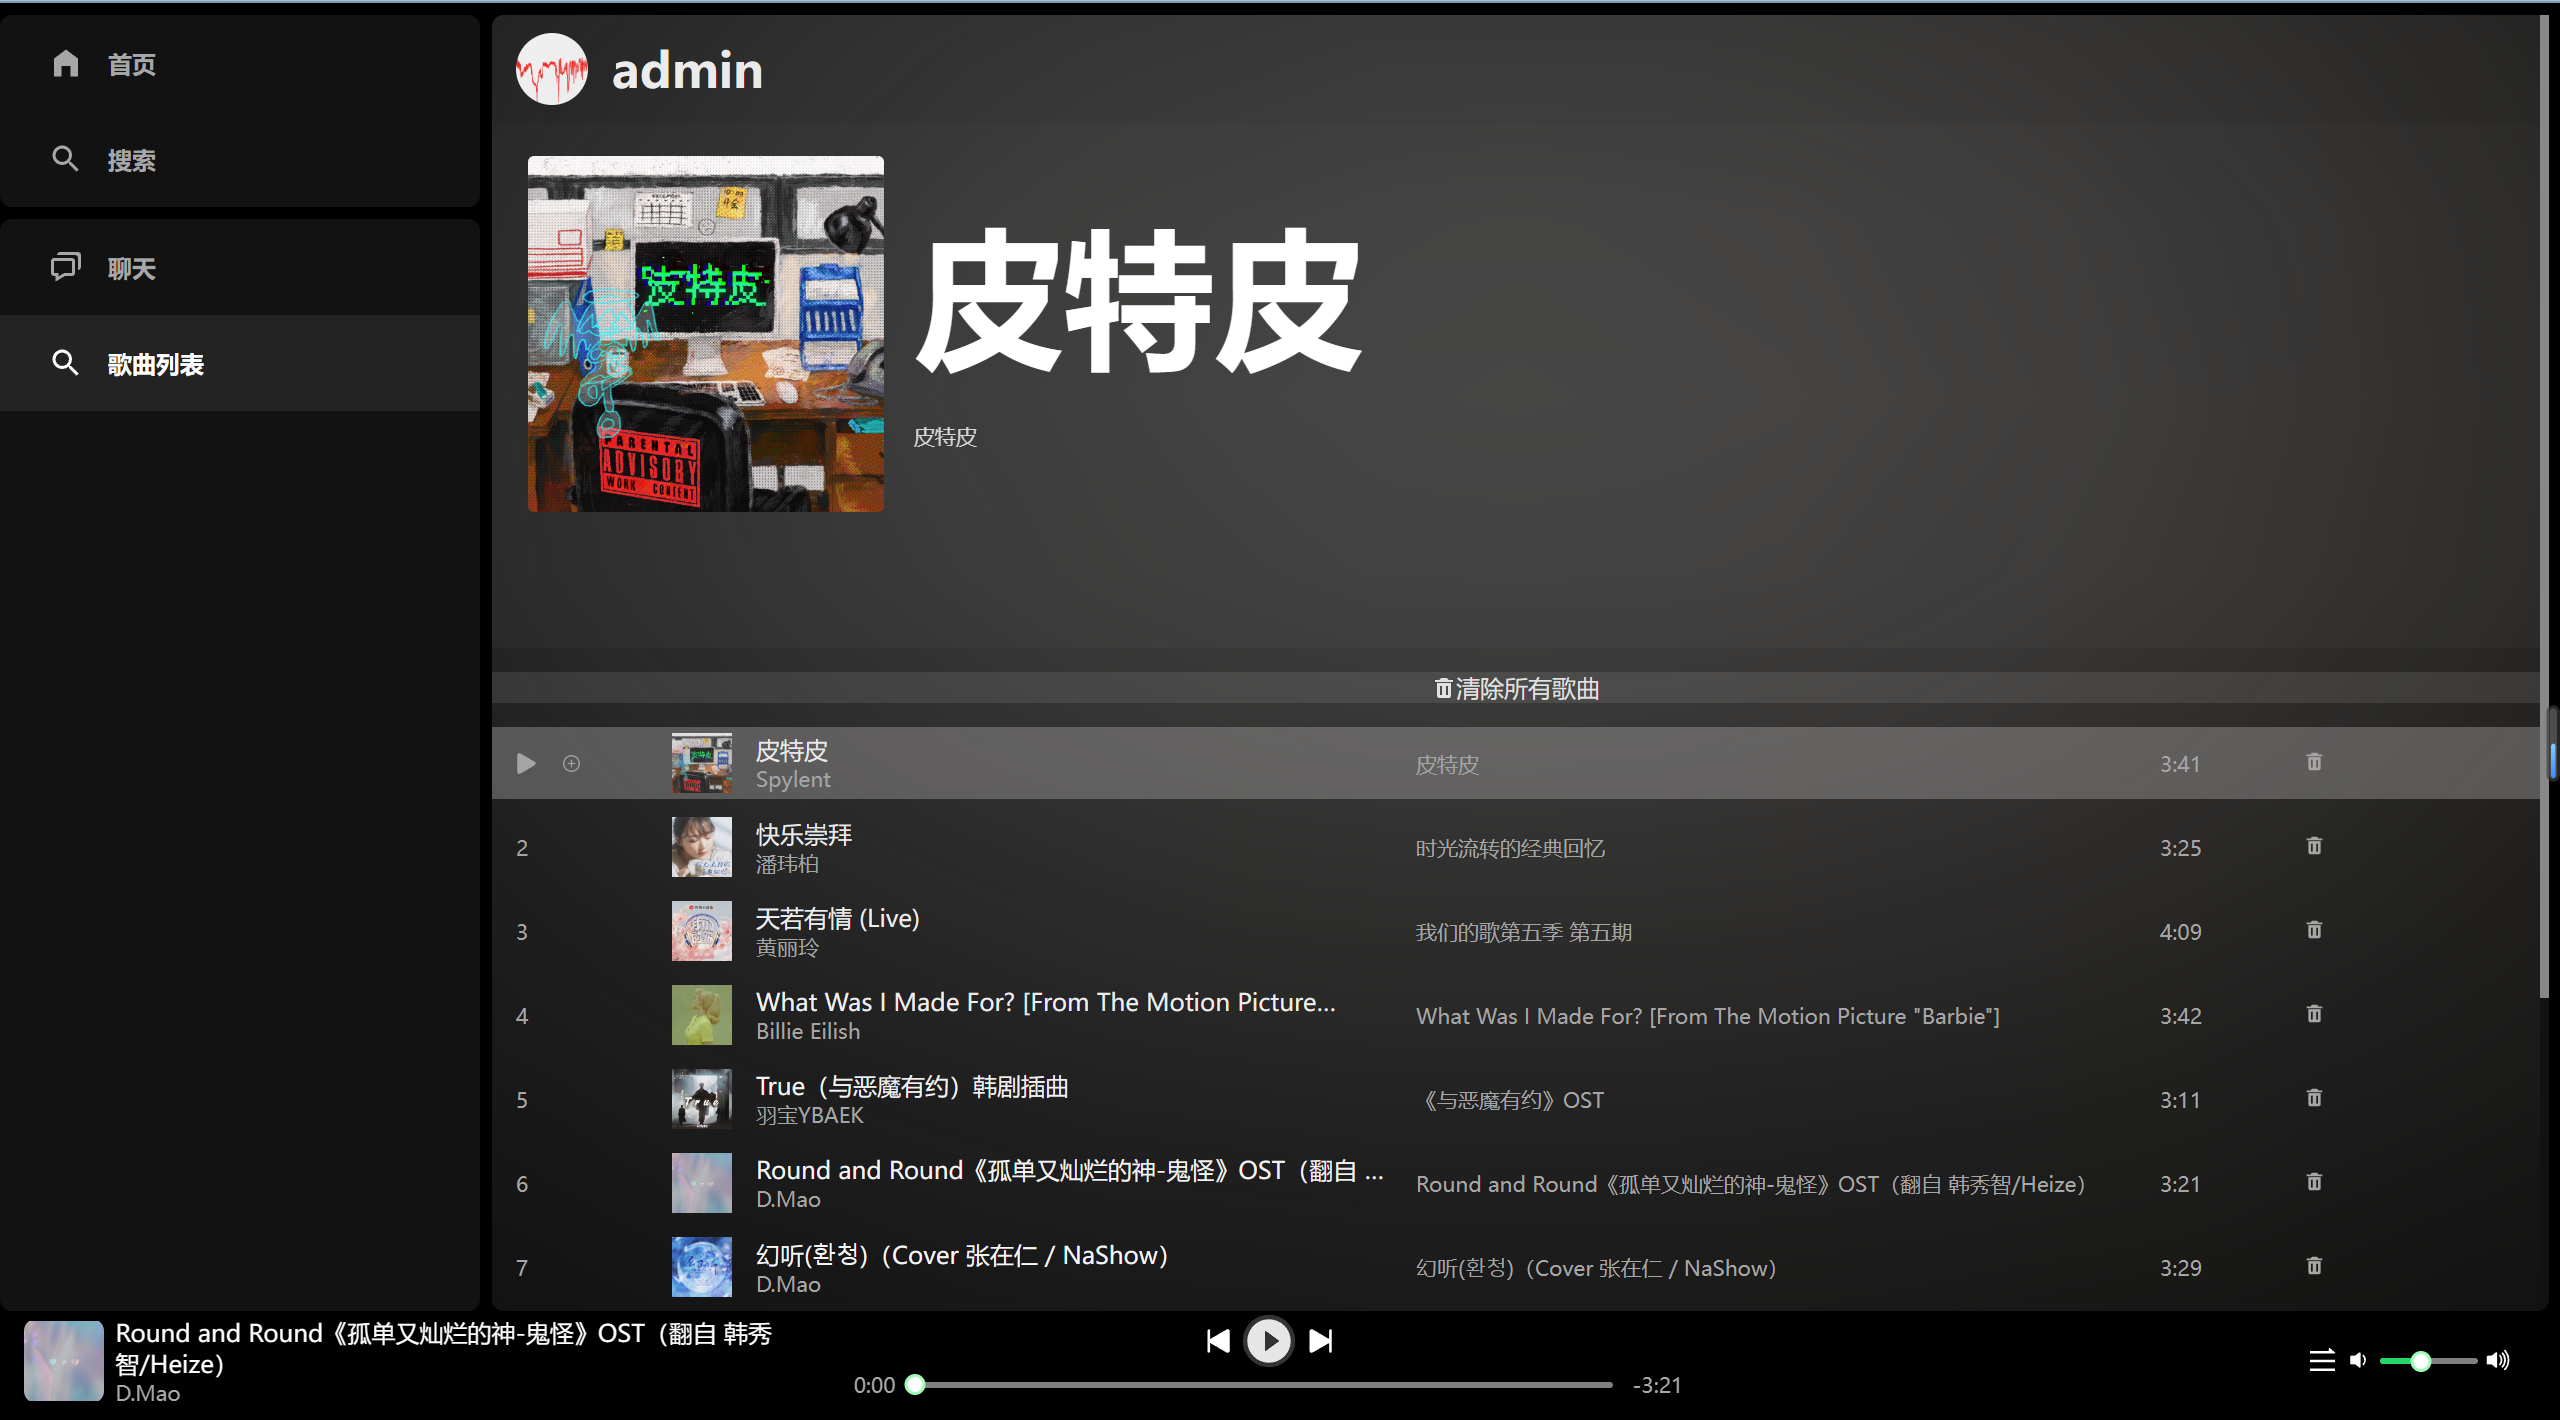 首页
搜索
聊天
歌曲列表
admin
皮特皮
PARENTAL
ADVISORY
WORK CONTENT
皮特皮
皮特皮
清除所有歌曲
皮特皮
Spylent
皮特皮
3:41
2
快乐崇拜
潘玮柏
时光流转的经典回忆
3:25
3
天若有情 (Live)
黄丽玲
我们的歌第五季 第五期
4:09
4
What Was I Made For? [From The Motion Picture...
Billie Eilish
What Was I Made For? [From The Motion Picture "Barbie"]
3:42
5
True（与恶魔有约）韩剧插曲
羽宝YBAEK
《与恶魔有约》OST
3:11
6
Round and Round《孤单又灿烂的神-鬼怪》OST（翻自 ...
D.Mao
Round and Round《孤单又灿烂的神-鬼怪》OST（翻自 韩秀智/Heize）
3:21
7
幻听(환청)（Cover 张在仁 / NaShow）
D.Mao
幻听(환청)（Cover 张在仁 / NaShow）
3:29
Round and Round《孤单又灿烂的神-鬼怪》OST（翻自 韩秀
智/Heize）
D.Mao
0:00
-3:21